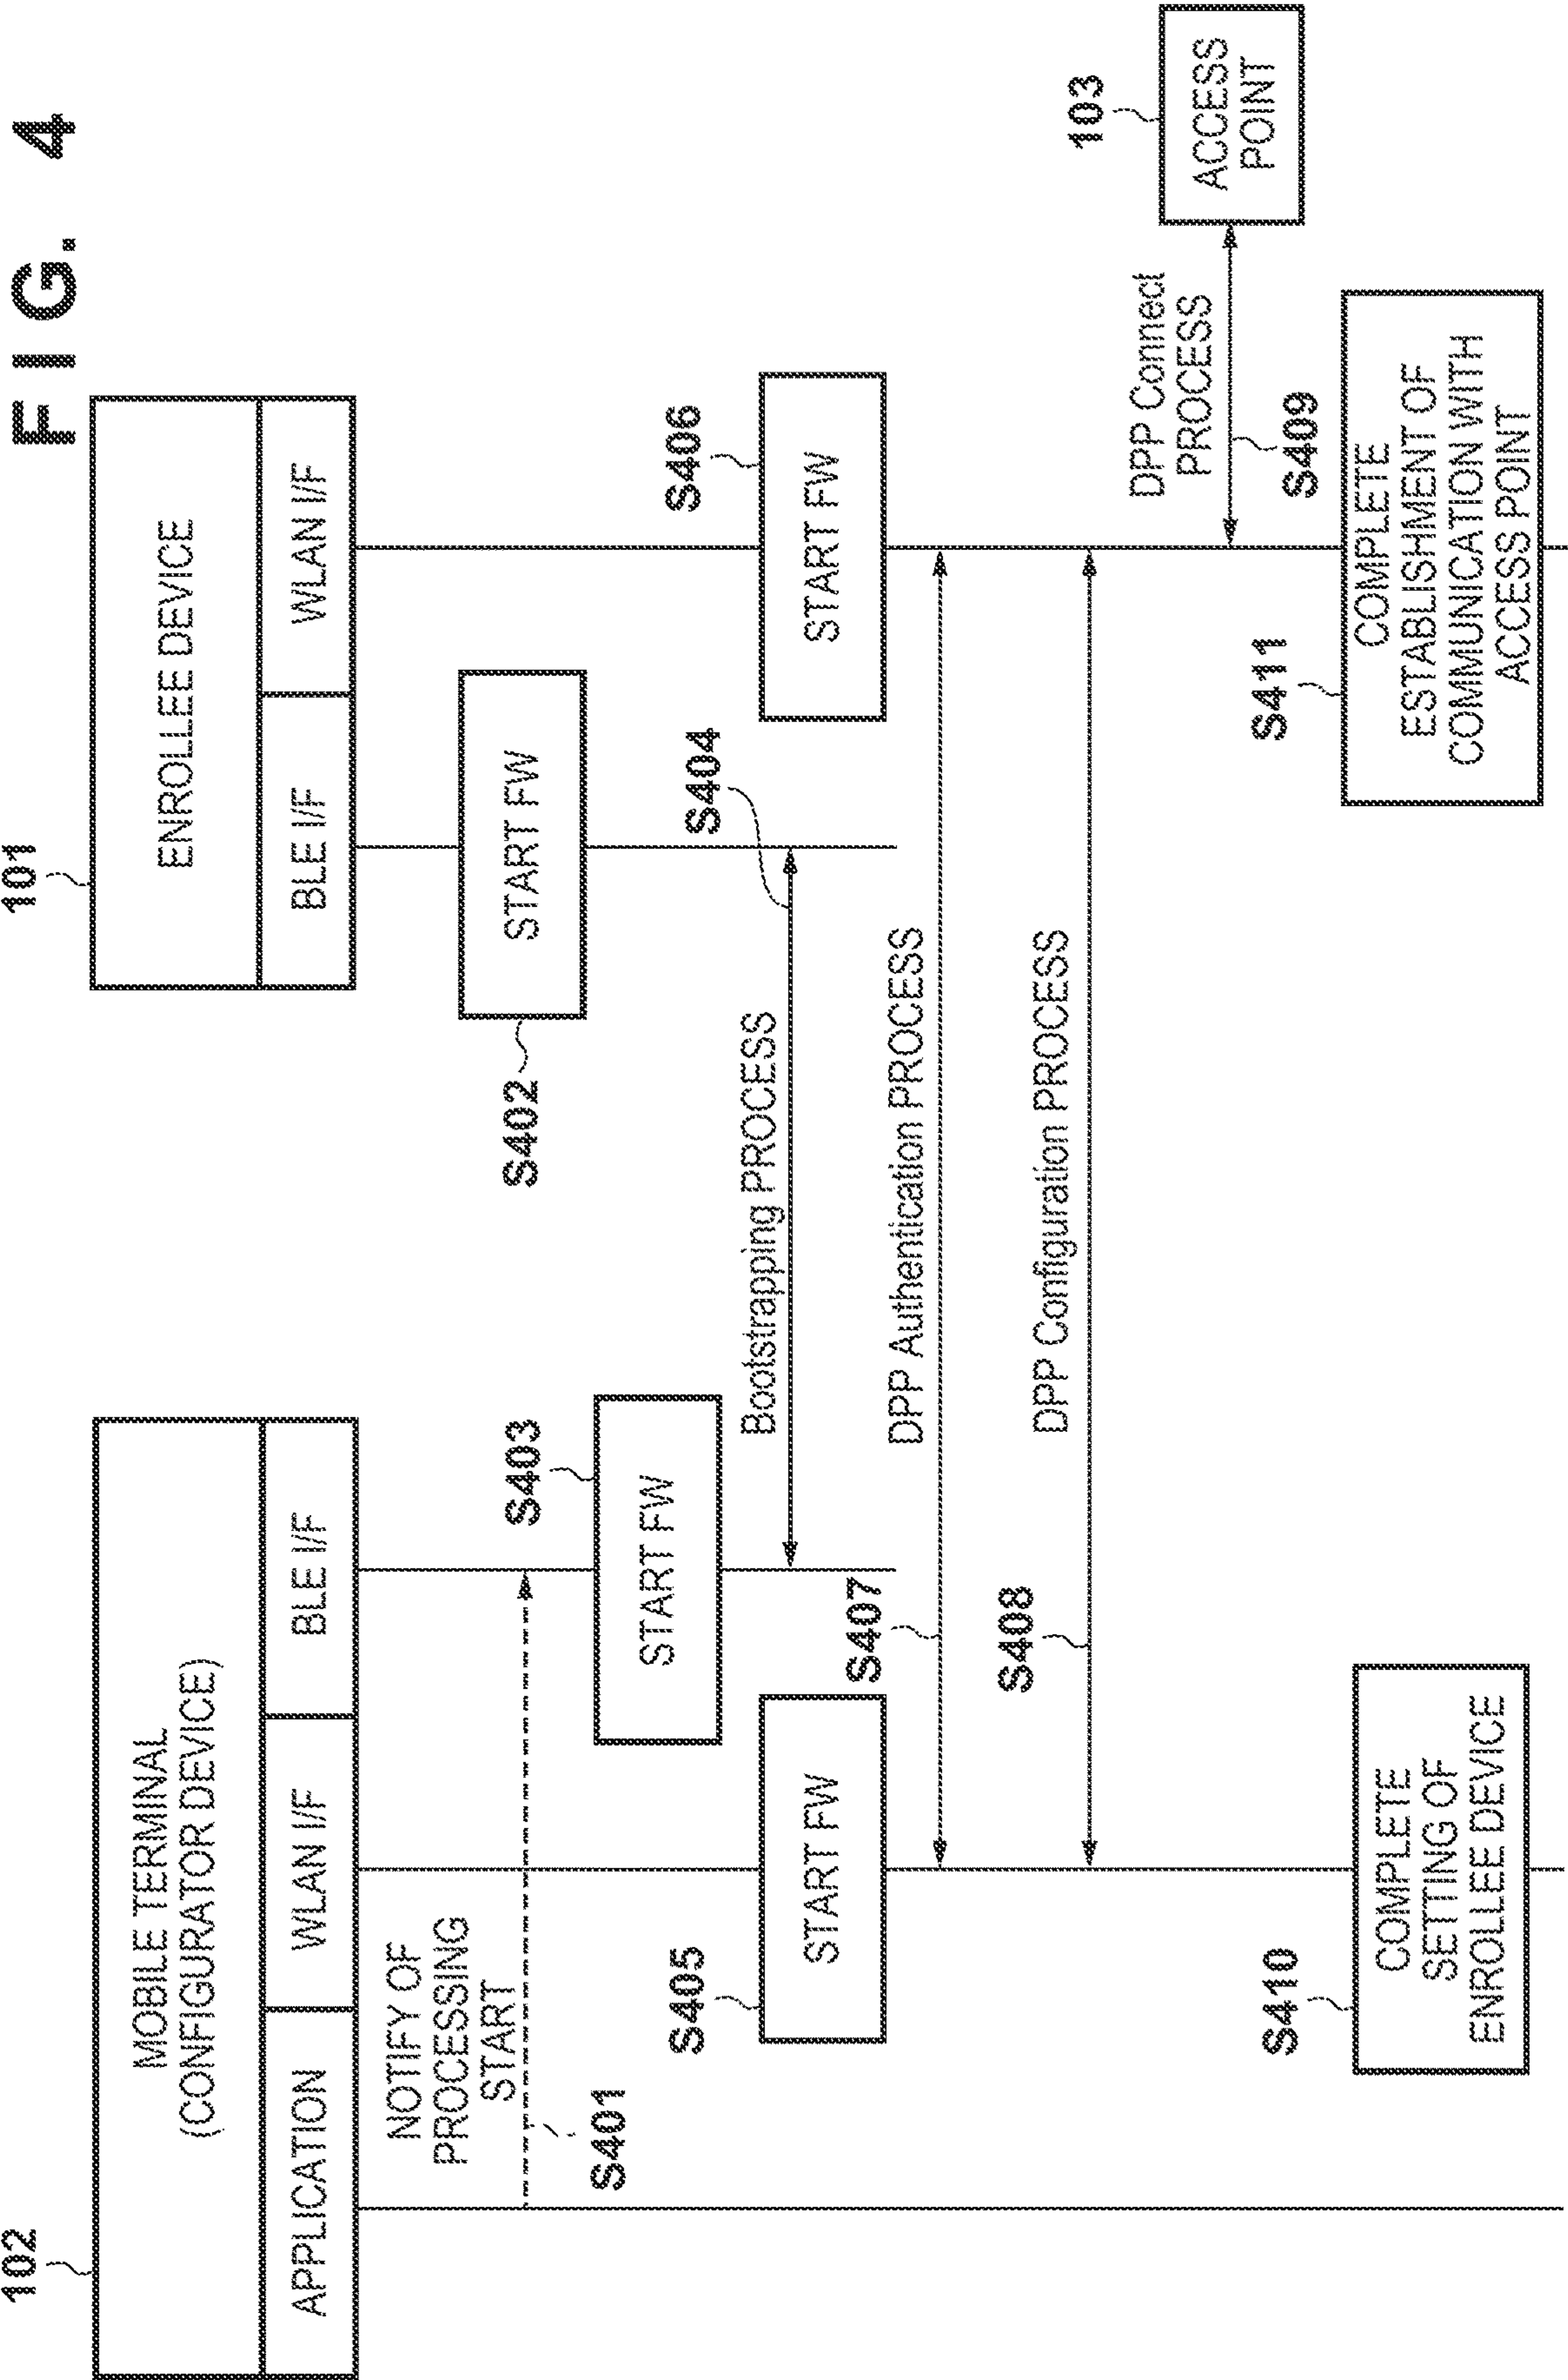 FIG. 4
102
MOBILE TERMINAL
(CONFIGURATOR DEVICE)
APPLICATION
WLAN I/F
BLE I/F
101
ENROLLEE DEVICE
BLE I/F
WLAN I/F
NOTIFY OF
PROCESSING
START
S401
START FW
S402
START FW
S403
Bootstrapping PROCESS
S404
START FW
S405
START FW
S406
DPP Authentication PROCESS
S407
DPP Configuration PROCESS
S408
DPP Connect
PROCESS
S409
103
ACCESS
POINT
COMPLETE
SETTING OF
ENROLLEE DEVICE
S410
COMPLETE
ESTABLISHMENT OF
COMMUNICATION WITH
ACCESS POINT
S411